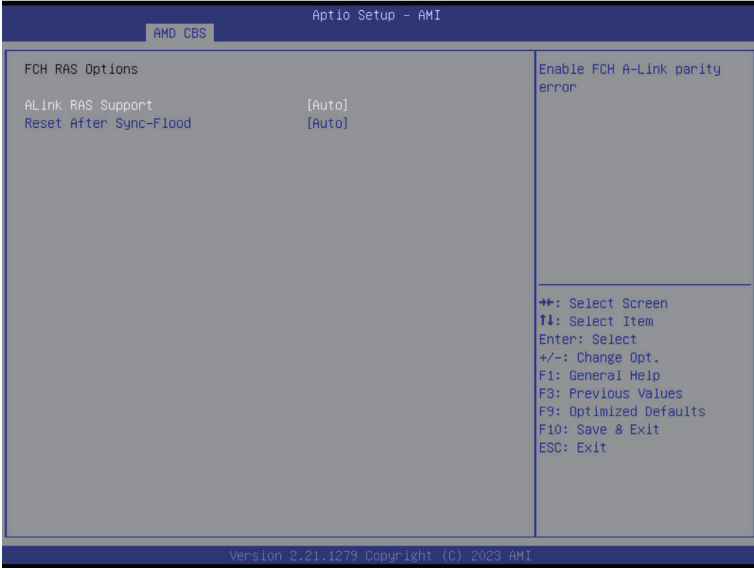 Aptio Setup – AMI
AMD CBS
FCH RAS Options
ALink RAS Support [Auto]
Reset After Sync-Flood [Auto]
Enable FCH A-Link parity
error
→←: Select Screen
↑↓: Select Item
Enter: Select
+/-: Change Opt.
F1: General Help
F3: Previous Values
F9: Optimized Defaults
F10: Save & Exit
ESC: Exit
Version 2.21.1279 Copyright (C) 2023 AMI